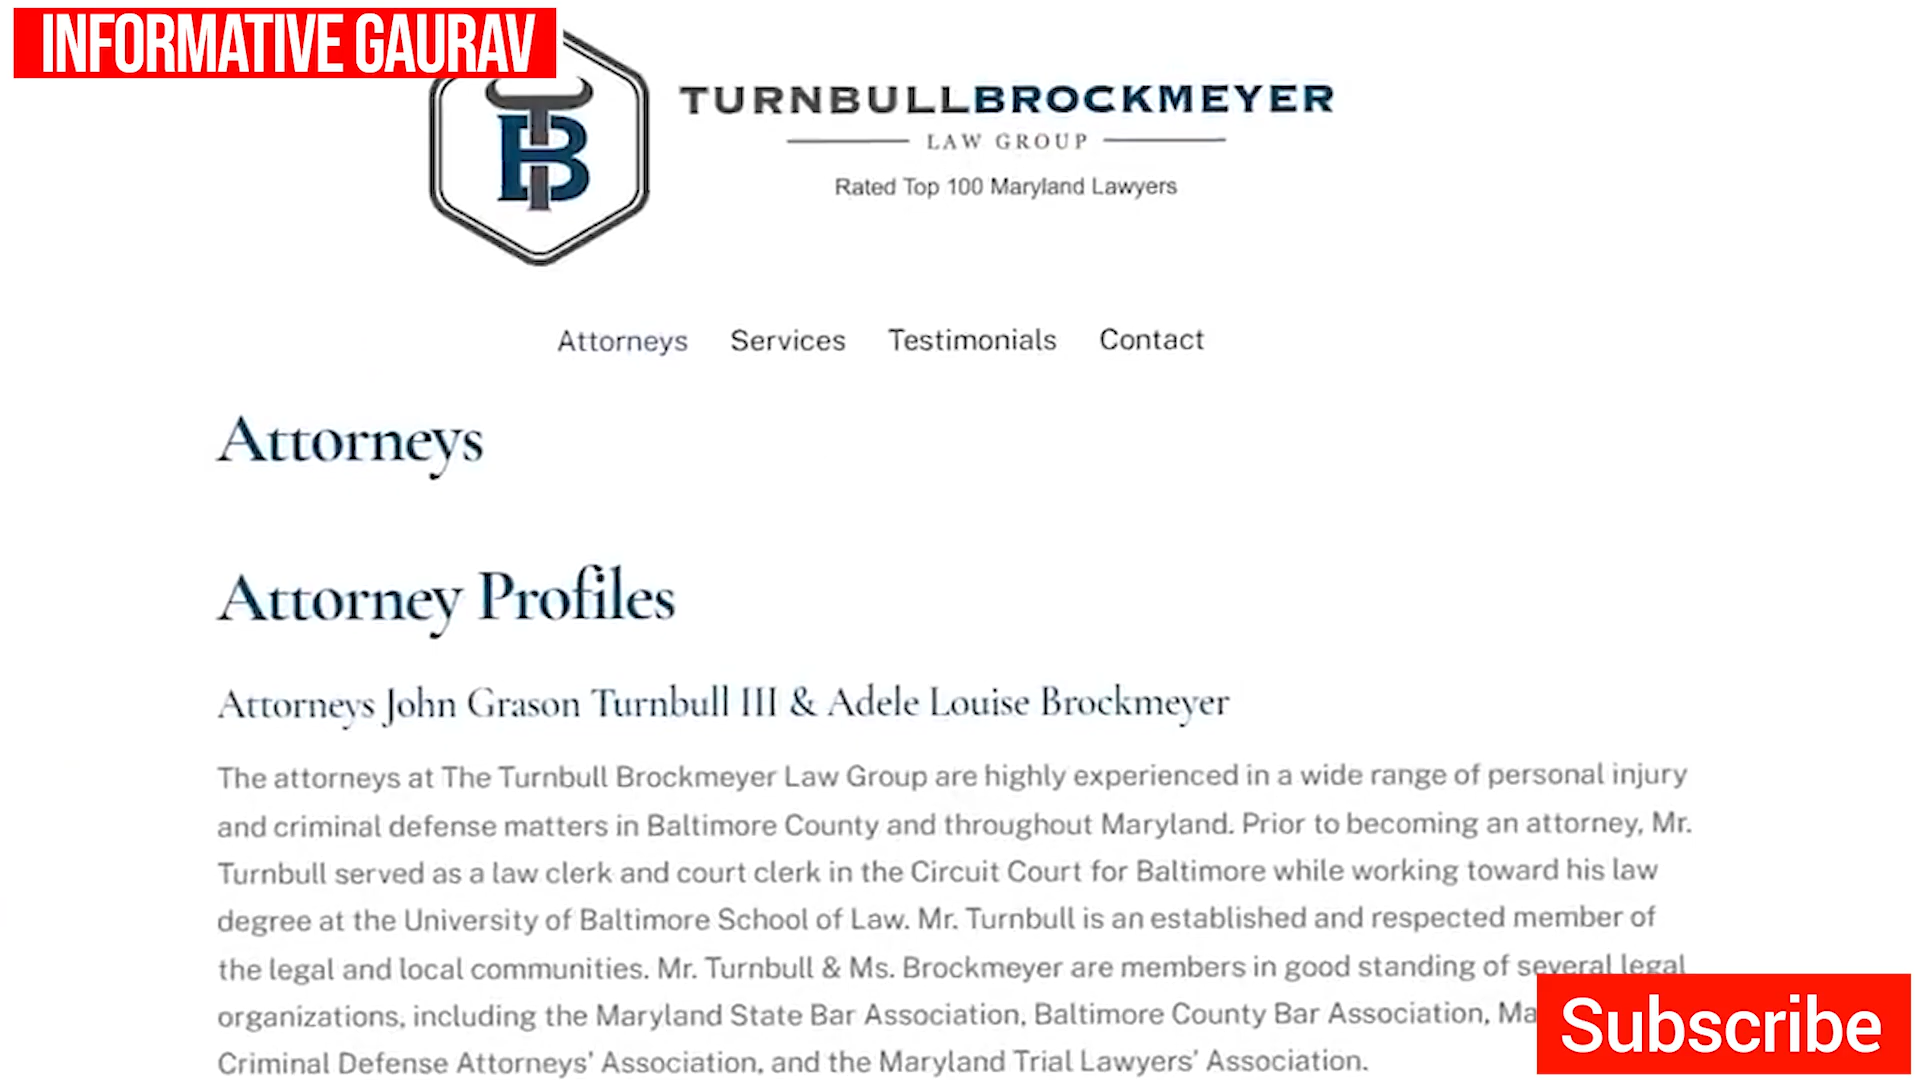 INFORMATIVE GAURAV
TB
TURNBULLBROCKMEYER
LAW GROUP
Rated Top 100 Maryland Lawyers
Attorneys Services Testimonials Contact
Attorneys
Attorney Profiles
Attorneys John Grason Turnbull III & Adele Louise Brockmeyer
The attorneys at The Turnbull Brockmeyer Law Group are highly experienced in a wide range of personal injury
and criminal defense matters in Baltimore County and throughout Maryland. Prior to becoming an attorney, Mr.
Turnbull served as a law clerk and court clerk in the Circuit Court for Baltimore while working toward his law
degree at the University of Baltimore School of Law. Mr. Turnbull is an established and respected member of
the legal and local communities. Mr. Turnbull & Ms. Brockmeyer are members in good standing of several legal
organizations, including the Maryland State Bar Association, Baltimore County Bar Association, Ma
Criminal Defense Attorneys' Association, and the Maryland Trial Lawyers' Association.
Subscribe